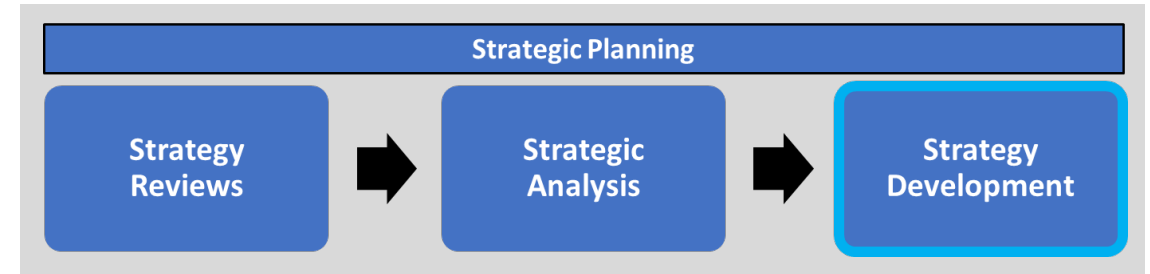 Strategic Planning
Strategy
Reviews
Strategic
Analysis
Strategy
Development